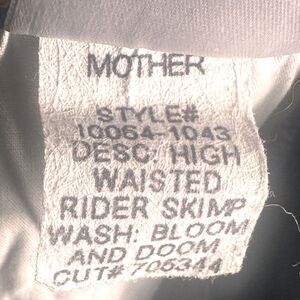 MOTHER
STYLE#
10064-1043
DESC: HIGH
WAISTED
RIDER SKIMP
WASH: BLOOM
AND DOOM
CUT# 705344